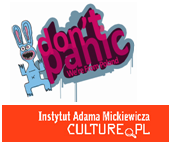 don't
panic
Instytut Adama Mickiewicza
CULTURE.PL